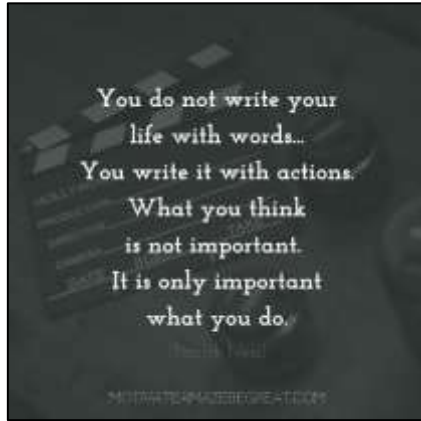 You do not write your
life with words...
You write it with actions.
What you think
is not important.
It is only important
what you do.
MOTIVATEAMAZEBEGREAT.COM